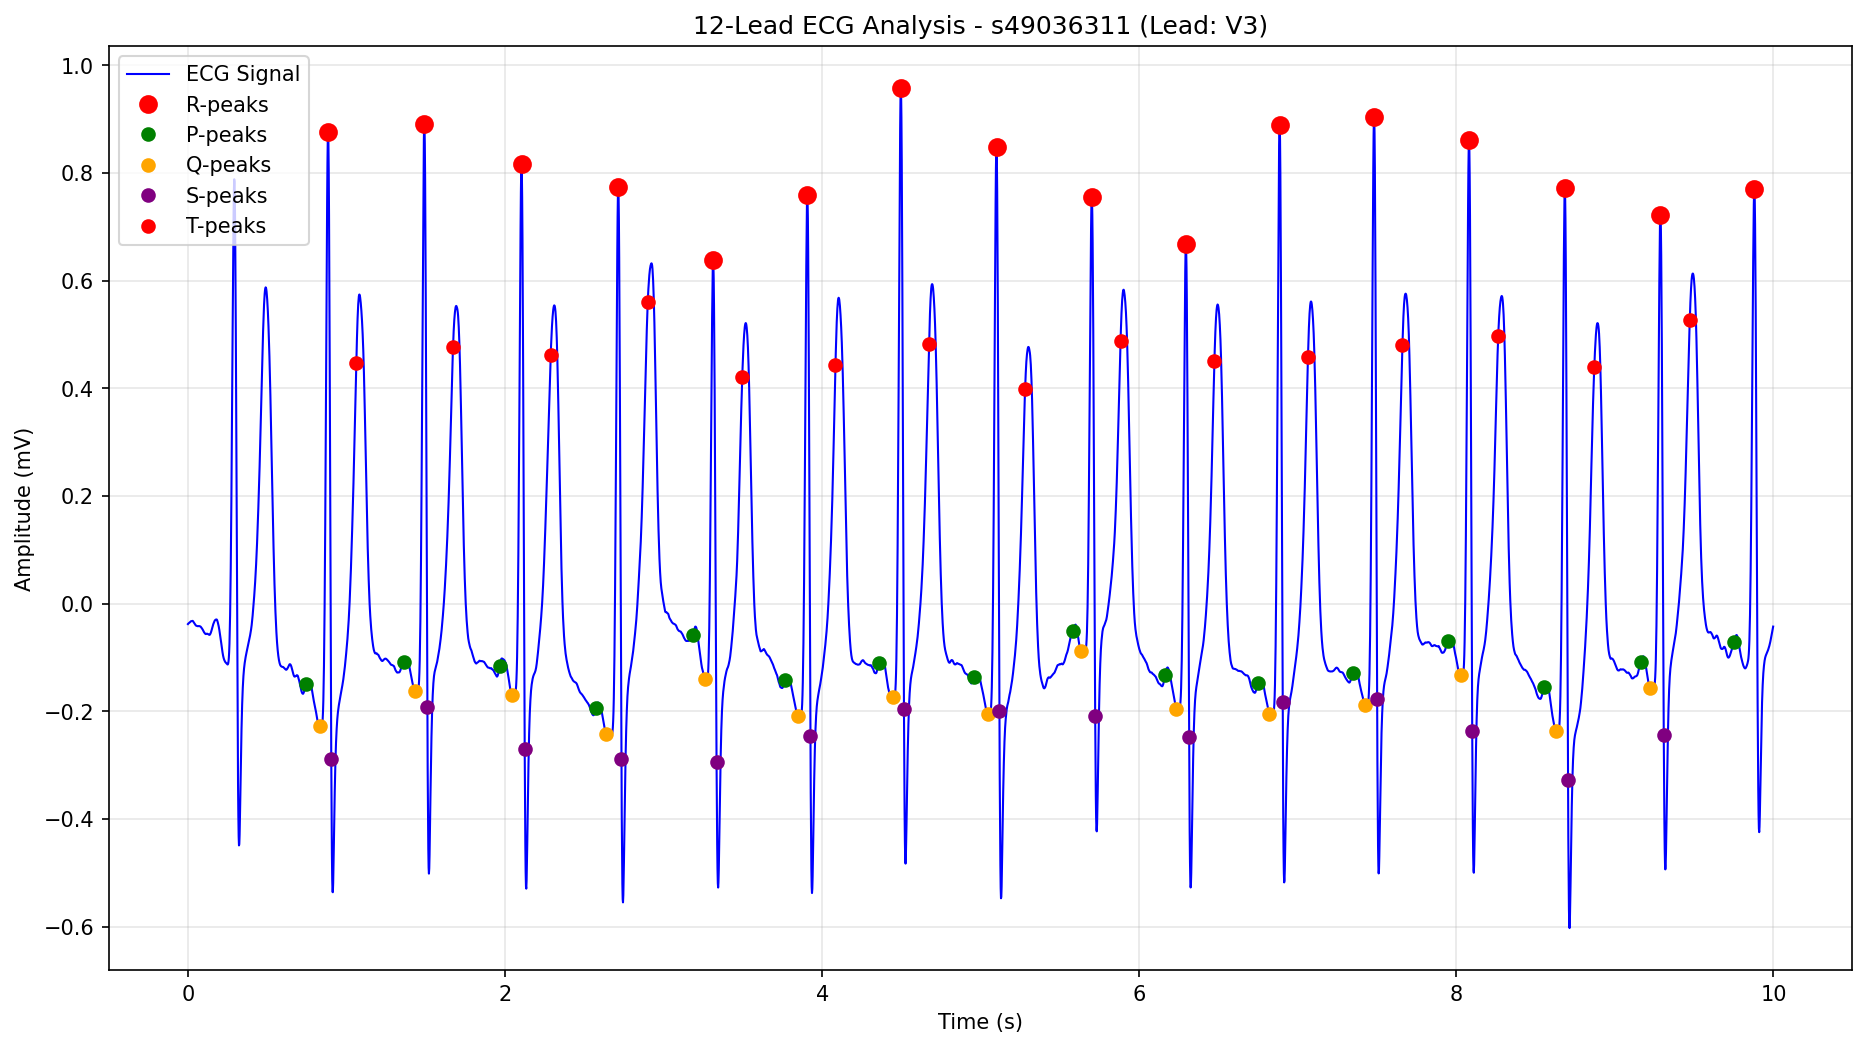 12-Lead ECG Analysis - s49036311 (Lead: V3)
ECG Signal
R-peaks
P-peaks
Q-peaks
S-peaks
T-peaks
1.0
0.8
0.6
0.4
0.2
0.0
−0.2
−0.4
−0.6
Amplitude (mV)
0 2 4 6 8 10
Time (s)